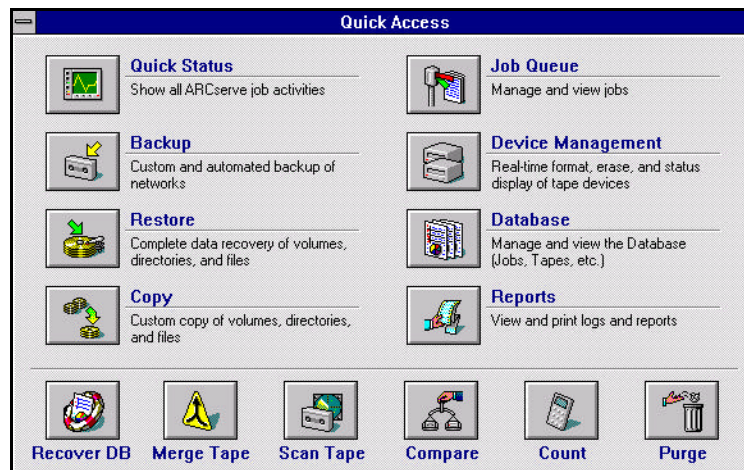 Quick Access
Quick Status
Show all ARCserve job activities
Job Queue
Manage and view jobs
Backup
Custom and automated backup of
networks
Device Management
Real-time format, erase, and status
display of tape devices
Restore
Complete data recovery of volumes,
directories, and files
Database
Manage and view the Database
(Jobs, Tapes, etc.)
Copy
Custom copy of volumes, directories,
and files
Reports
View and print logs and reports
Recover DB Merge Tape Scan Tape Compare Count Purge